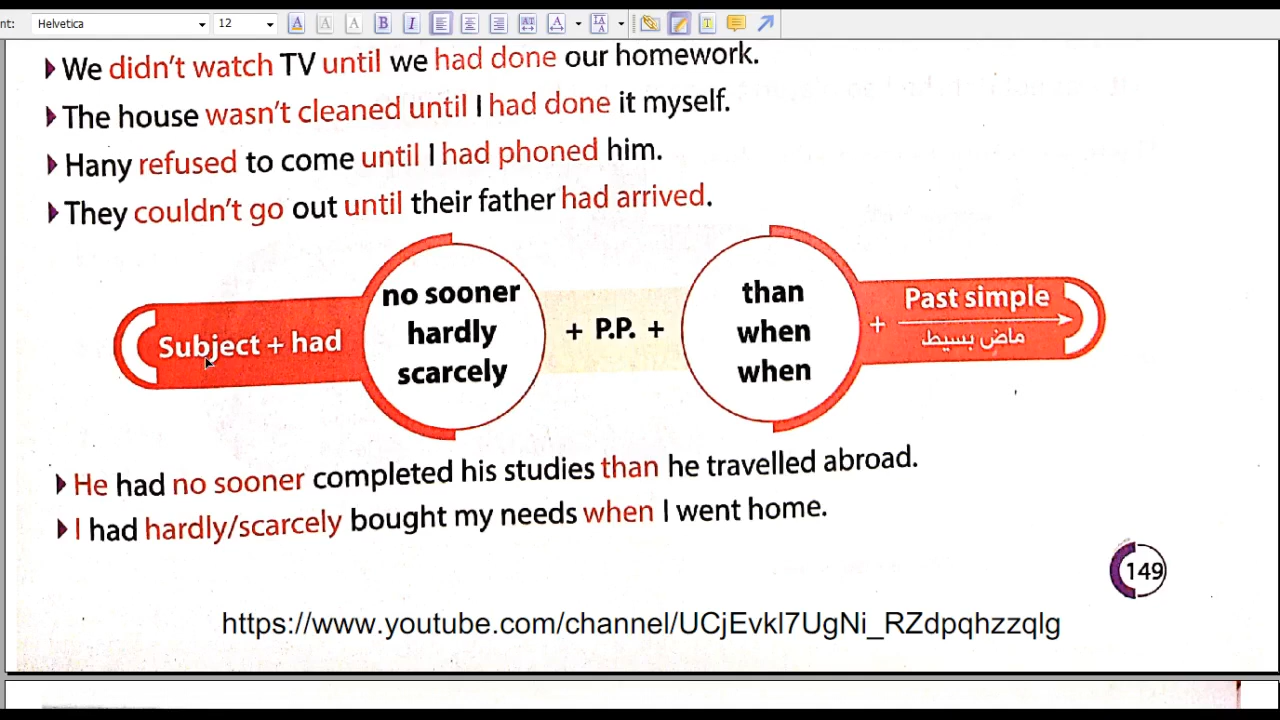 nt: Helvetica 12
We didn't watch TV until we had done our homework.
The house wasn't cleaned until I had done it myself.
Hany refused to come until I had phoned him.
They couldn't go out until their father had arrived.
Subject + had
no sooner
hardly
scarcely
+ P.P. +
than
when
when
+
Past simple
ماض بسيط
He had no sooner completed his studies than he travelled abroad.
I had hardly/scarcely bought my needs when I went home.
149
https://www.youtube.com/channel/UCjEvkl7UgNi_RZdpqhzzqlg